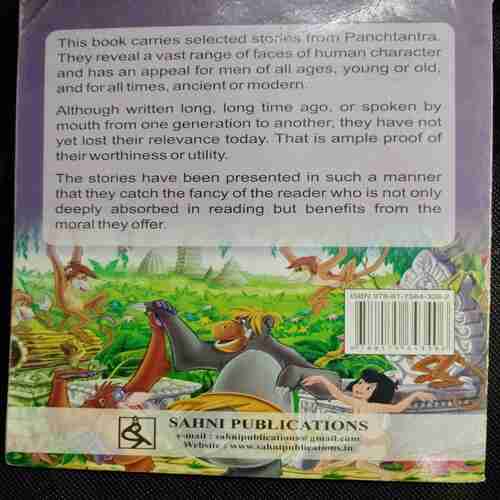 This book carries selected stories from Panchtantra.
They reveal a vast range of faces of human character
and has an appeal for men of all ages, young or old,
and for all times, ancient or modern.
Although written long, long time ago, or spoken by
mouth from one generation to another, they have not
yet lost their relevance today. That is ample proof of
their worthiness or utility.
The stories have been presented in such a manner
that they catch the fancy of the reader who is not only
deeply absorbed in reading but benefits from the
moral they offer.
SAHNI PUBLICATIONS
e-mail : sahnipublications@gmail.com
Website : www.sahnipublications.in